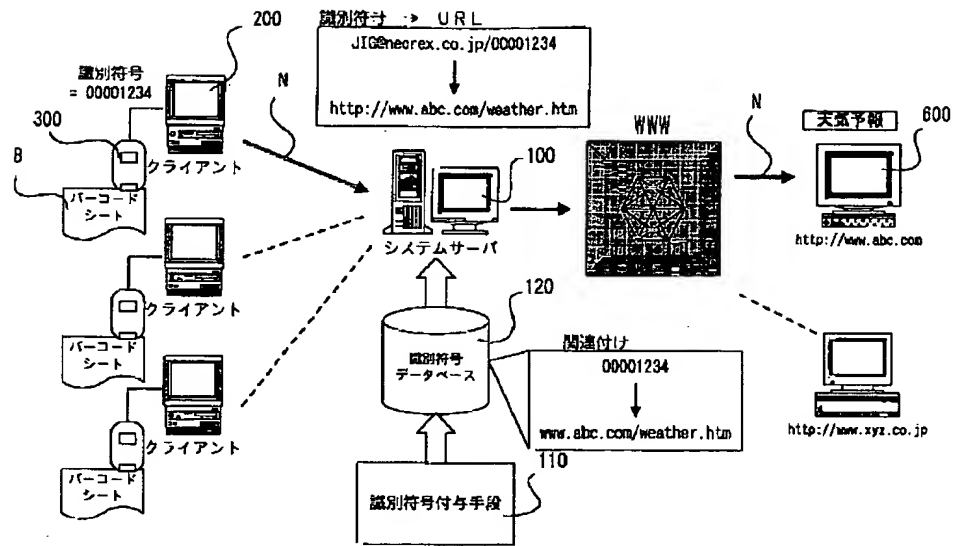 200
識別符号 → URL
JIG@neorex.co.jp/00001234
http://www.abc.com/weather.htm
識別符号
= 00001234
300
N
B
クライアント
バーコード
シート
WWW
N
天気予報
600
http://www.abc.com
100
システムサーバ
クライアント
バーコード
シート
120
識別符号
データベース
関連付け
00001234
www.abc.com/weather.htm
http://www.xyz.co.jp
クライアント
バーコード
シート
110
識別符号付与手段